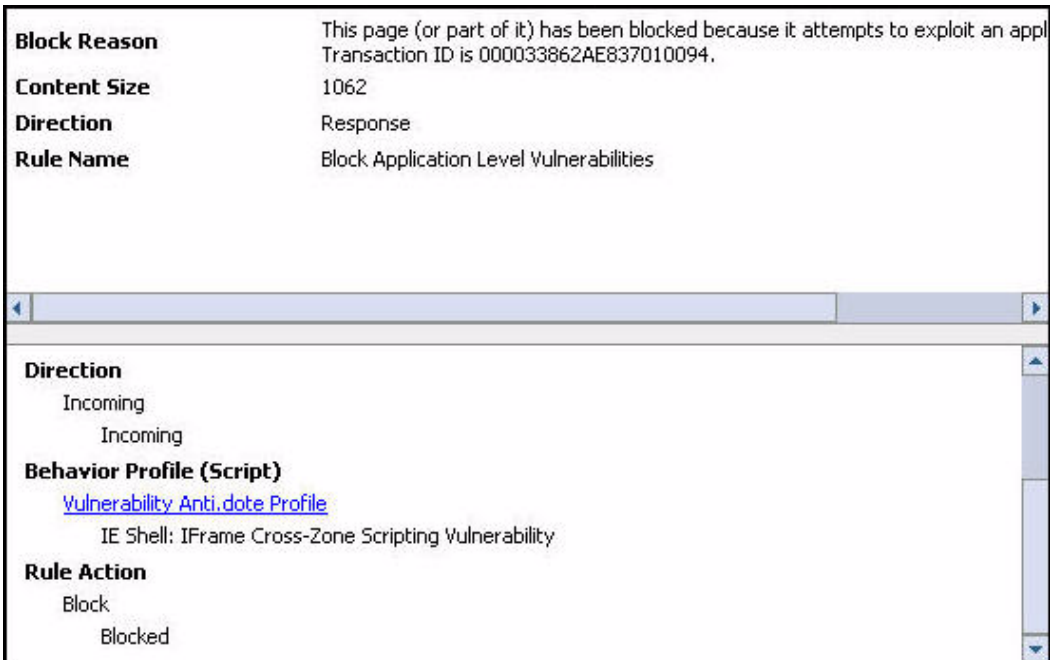 Block Reason This page (or part of it) has been blocked because it attempts to exploit an appl
Transaction ID is 000033862AE837010094.
Content Size 1062
Direction Response
Rule Name Block Application Level Vulnerabilities
Direction
Incoming
Incoming
Behavior Profile (Script)
Vulnerability Anti.dote Profile
IE Shell: IFrame Cross-Zone Scripting Vulnerability
Rule Action
Block
Blocked